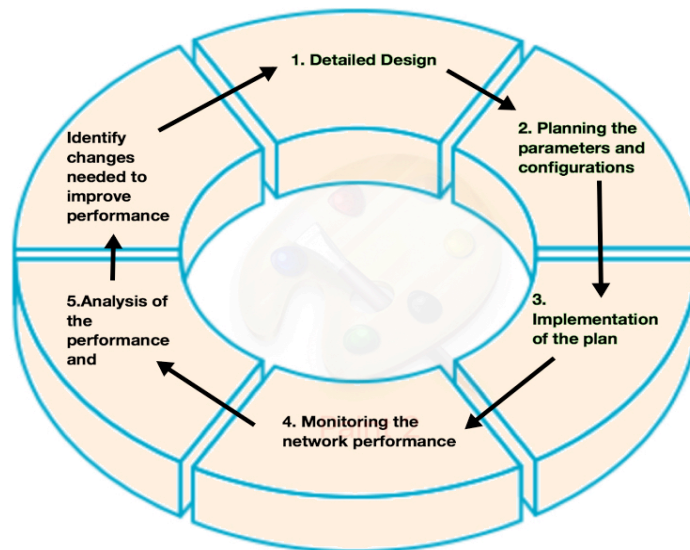 1. Detailed Design
2. Planning the
parameters and
configurations
3.
Implementation
of the plan
4. Monitoring the
network performance
5.Analysis of
the
performance
and
Identify
changes
needed to
improve
performance